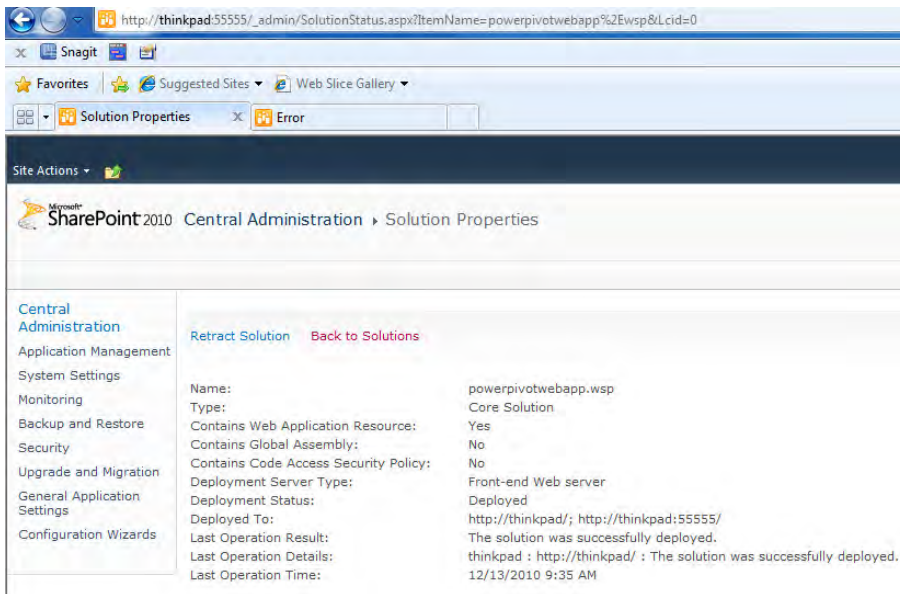 http://thinkpad:55555/_admin/SolutionStatus.aspx?ItemName=powerpivotwebapp%2Ewsp&Lcid=0
x Snagit
Favorites Suggested Sites Web Slice Gallery
Solution Properties X Error
Site Actions
Microsoft SharePoint 2010 Central Administration Solution Properties
Central Administration
Application Management
System Settings
Monitoring
Backup and Restore
Security
Upgrade and Migration
General Application Settings
Configuration Wizards
Retract Solution Back to Solutions
Name: powerpivotwebapp.wsp
Type: Core Solution
Contains Web Application Resource: Yes
Contains Global Assembly: No
Contains Code Access Security Policy: No
Deployment Server Type: Front-end Web server
Deployment Status: Deployed
Deployed To: http://thinkpad/; http://thinkpad:55555/
Last Operation Result: The solution was successfully deployed.
Last Operation Details: thinkpad : http://thinkpad/ : The solution was successfully deployed.
Last Operation Time: 12/13/2010 9:35 AM